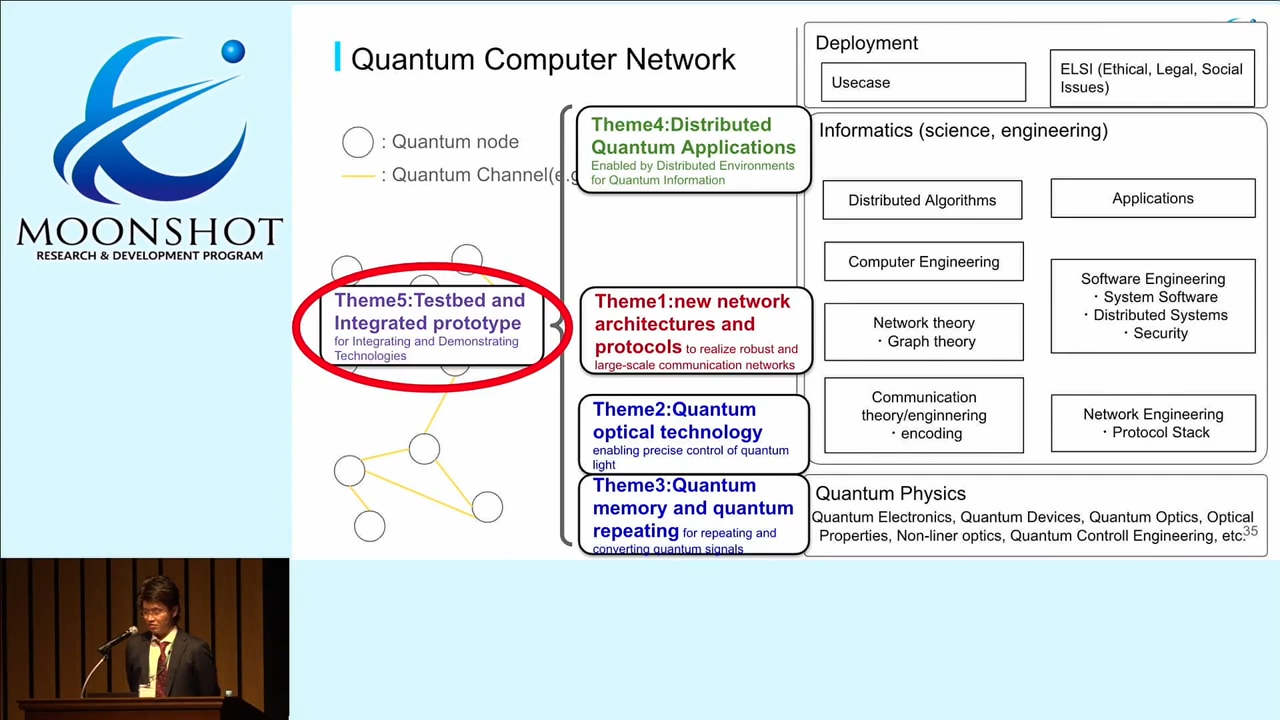 MOONSHOT
RESEARCH & DEVELOPMENT PROGRAM
Quantum Computer Network
: Quantum node
: Quantum Channel(e.g
Theme5:Testbed and
Integrated prototype
for Integrating and Demonstrating
Technologies
Theme4:Distributed
Quantum Applications
Enabled by Distributed Environments
for Quantum Information
Theme1:new network
architectures and
protocols to realize robust and
large-scale communication networks
Theme2:Quantum
optical technology
enabling precise control of quantum
light
Theme3:Quantum
memory and quantum
repeating for repeating and
converting quantum signals
Deployment
Usecase
ELSI (Ethical, Legal, Social
Issues)
Informatics (science, engineering)
Distributed Algorithms
Applications
Computer Engineering
Software Engineering
・System Software
・Distributed Systems
・Security
Network theory
・Graph theory
Communication
theory/enginnering
・encoding
Network Engineering
・Protocol Stack
Quantum Physics
Quantum Electronics, Quantum Devices, Quantum Optics, Optical
Properties, Non-liner optics, Quantum Controll Engineering, etc.
35